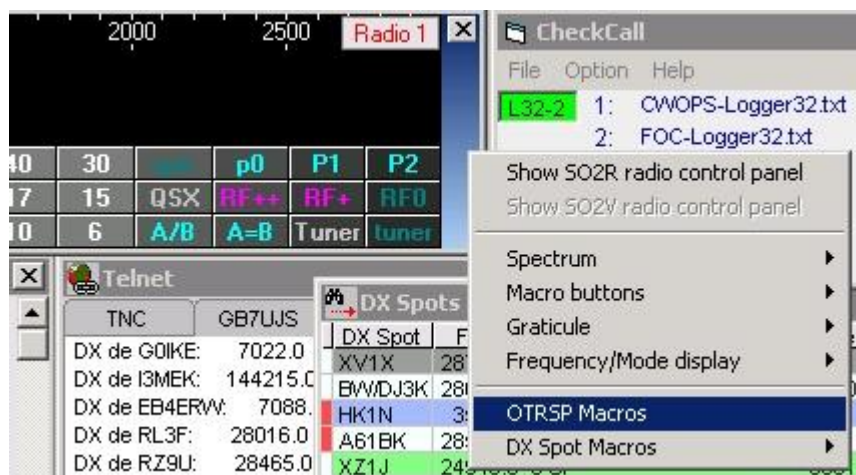 2000 2500 Radio 1
40 30 p0 P1 P2
17 15 QSX RF++ RF+ RF0
10 6 A/B A=B Tuner tuner
CheckCall
File Option Help
L32-2 1: CWOPS-Logger32.txt
2: FOC-Logger32.txt
Show SO2R radio control panel
Show SO2V radio control panel
Spectrum
Macro buttons
Graticule
Frequency/Mode display
OTRSP Macros
DX Spot Macros
Telnet
TNC GB7UJS
DX de G0IKE: 7022.0
DX de I3MEK: 144215.0
DX de EB4ERW: 7088.
DX de RL3F: 28016.0
DX de RZ9U: 28465.0
DX Spots
DX Spot F
XV1X 28
BW/DJ3K 28
HK1N 3
A61BK 28
XZ1J